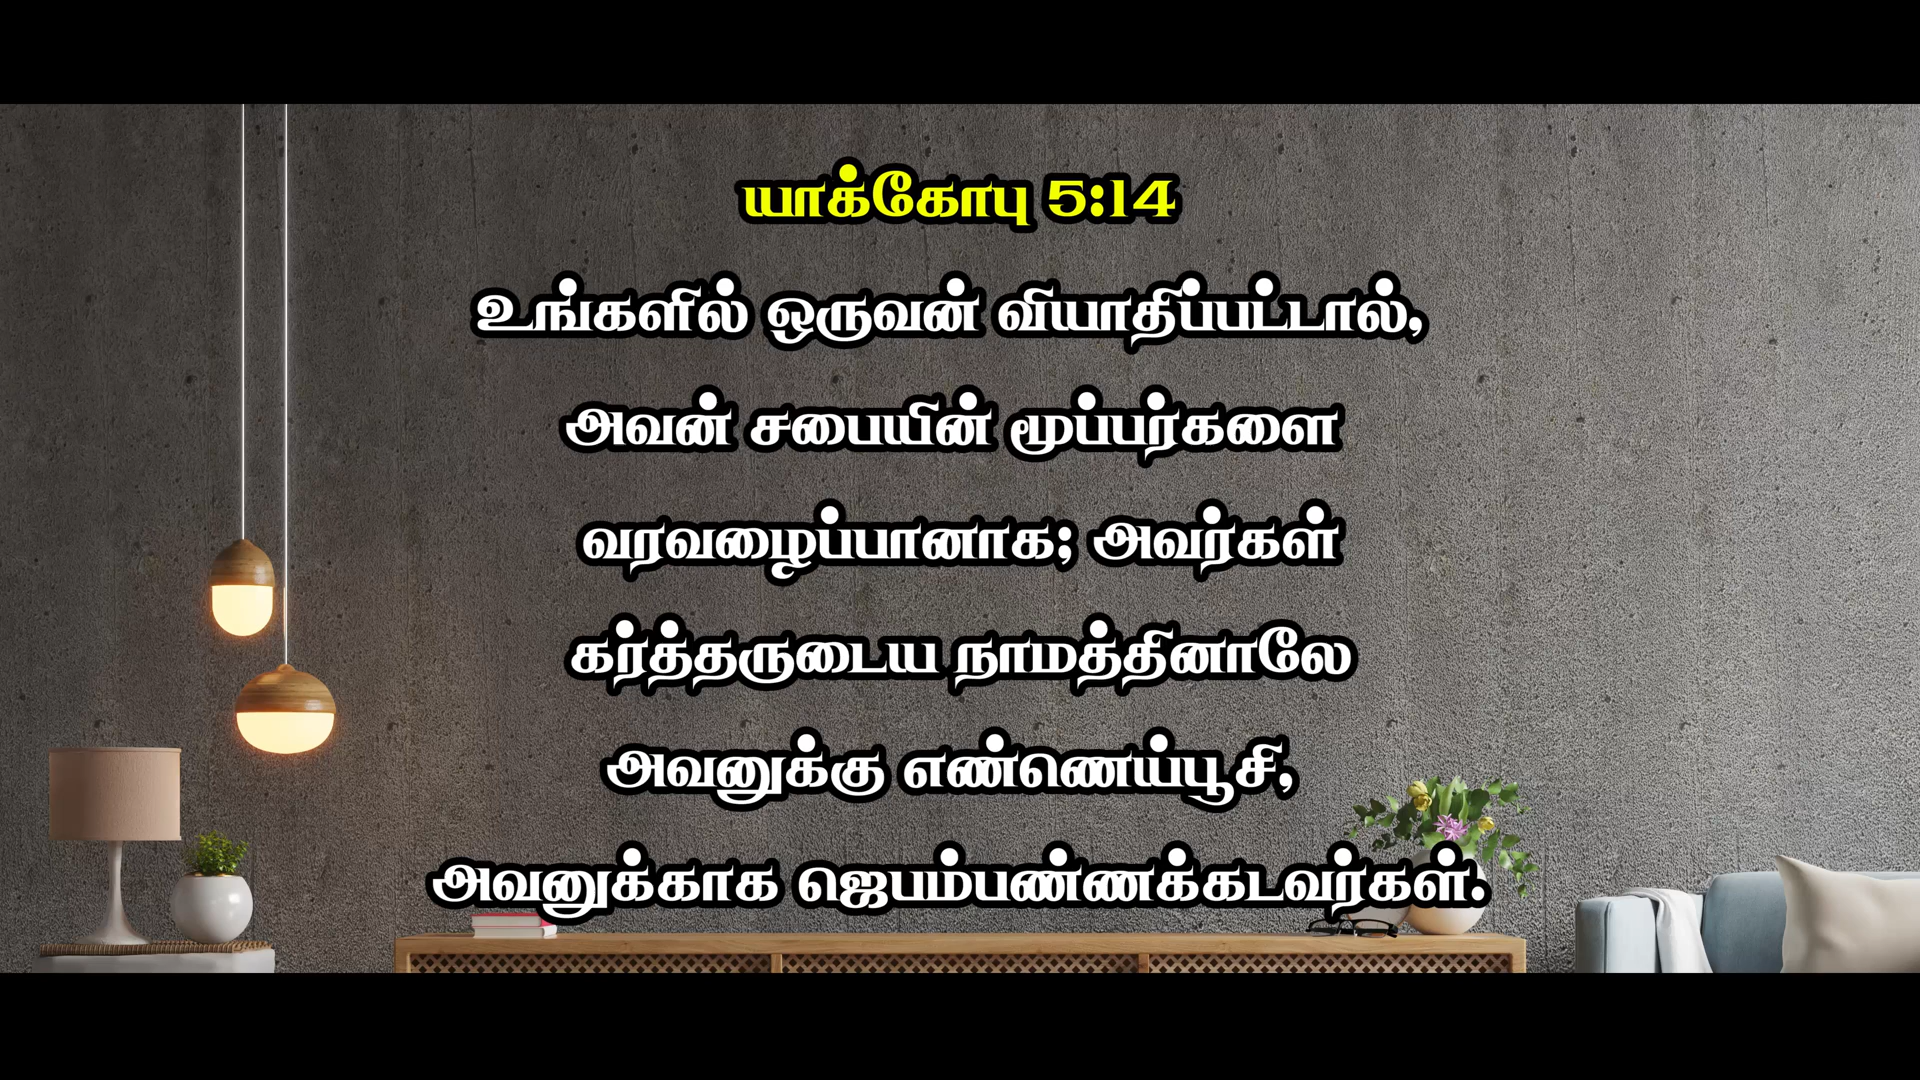 யாக்கோபு 5:14
உங்களில் ஒருவன் வியாதிப்பட்டால்,
அவன் சபையின் மூப்பர்களை
வரவழைப்பானாக; அவர்கள்
கர்த்தருடைய நாமத்தினாலே
அவனுக்கு எண்ணெய்பூசி,
அவனுக்காக ஜெபம்பண்ணக்கடவர்கள்.